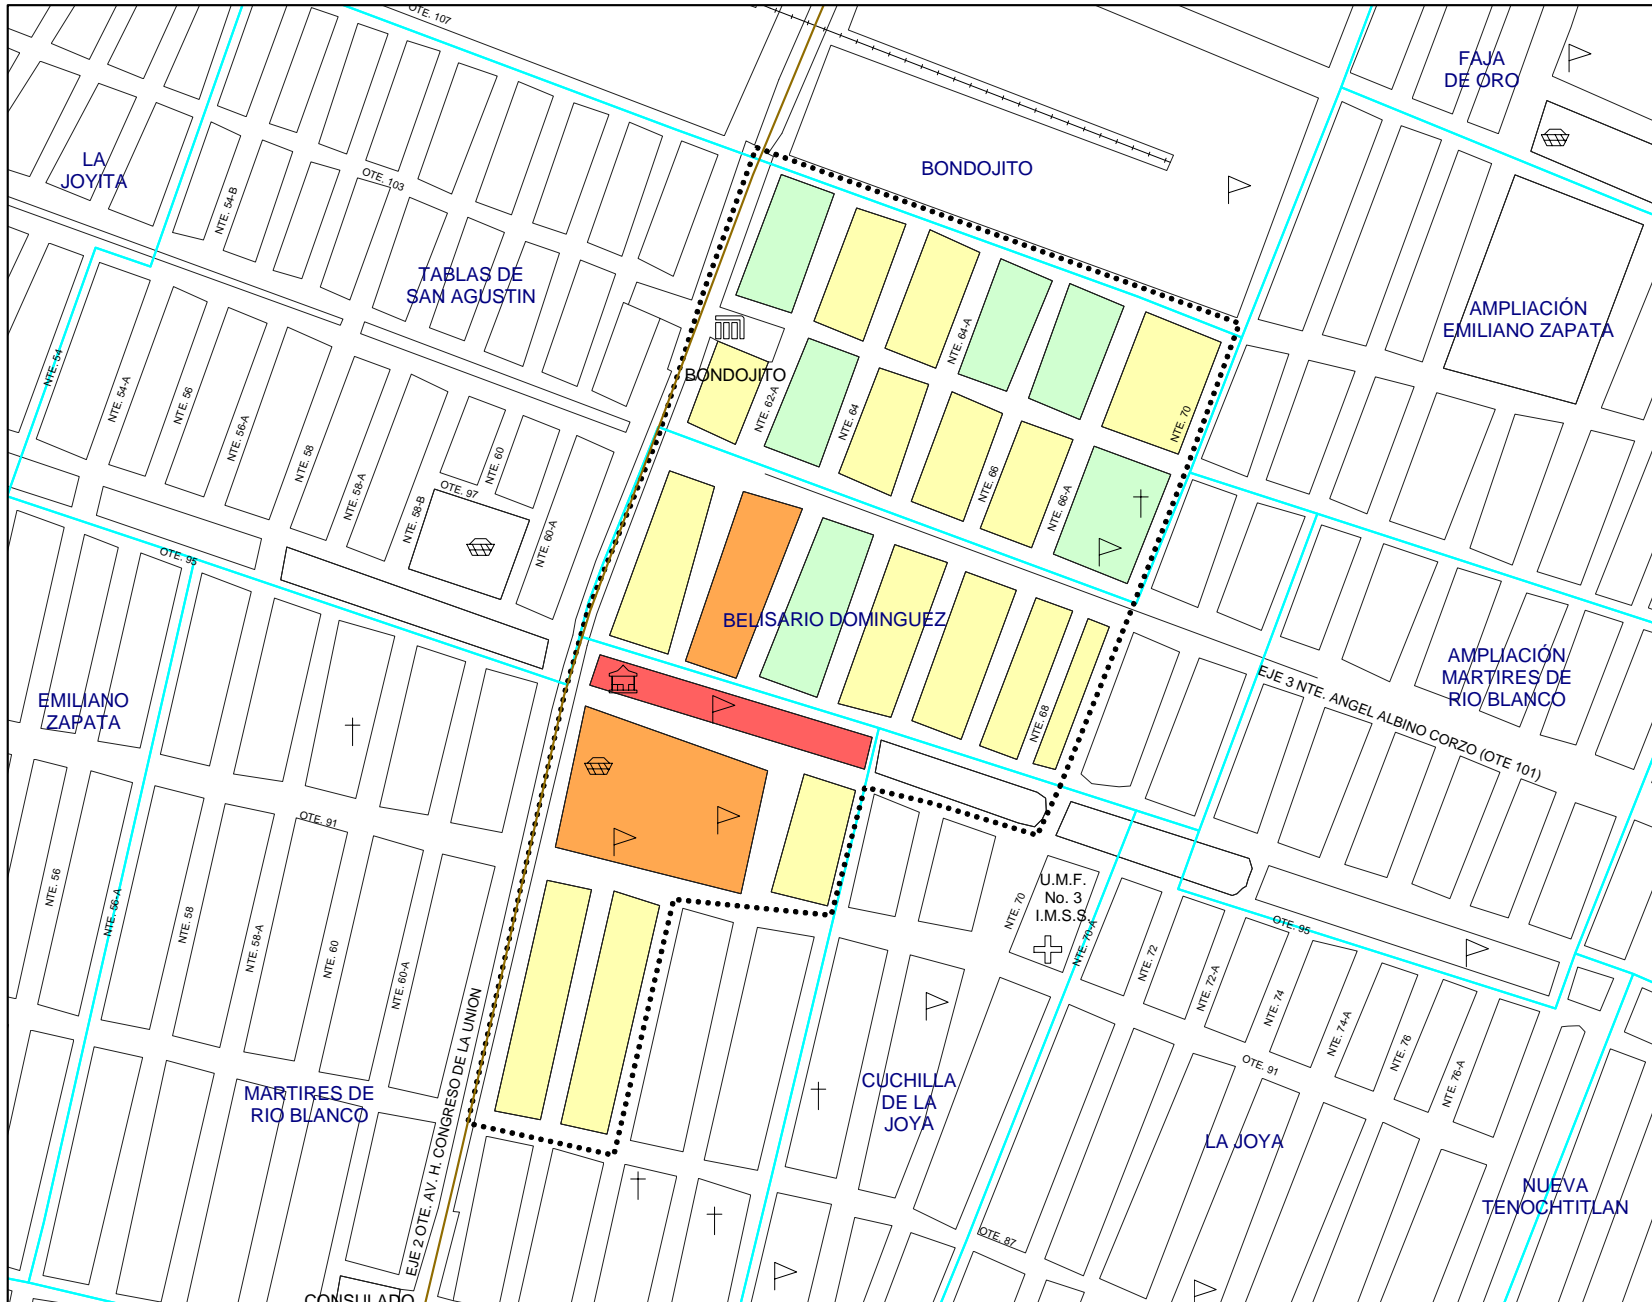 OTE. 107
FAJA
DE ORO
LA
JOYITA
OTE. 103
BONDOJITO
NTE. 54-B
TABLAS DE
SAN AGUSTIN
AMPLIACIÓN
EMILIANO ZAPATA
NTE. 64-A
NTE. 54
BONDOJITO
NTE. 54-A
NTE. 56
NTE. 56-A
NTE. 62-A
NTE. 64
NTE. 70
NTE. 58
NTE. 58-A
NTE. 60
OTE. 97
NTE. 58-B
NTE. 66
NTE. 66-A
NTE. 60-A
OTE. 95
BELISARIO DOMINGUEZ
AMPLIACIÓN
MARTIRES DE
RIO BLANCO
EJE 3 NTE. ANGEL ALBINO CORZO (OTE 101)
EMILIANO
ZAPATA
NTE. 68
OTE. 91
NTE. 56
NTE. 56-A
NTE. 58
NTE. 58-A
NTE. 60
NTE. 60-A
U.M.F.
No. 3
I.M.S.S.
NTE. 70
NTE. 70-A
NTE. 72
NTE. 72-A
NTE. 74
NTE. 74-A
NTE. 76
NTE. 76-A
OTE. 95
OTE. 91
EJE 2 OTE. AV. H. CONGRESO DE LA UNION
MARTIRES DE
RIO BLANCO
CUCHILLA
DE LA
JOYA
LA JOYA
NUEVA
TENOCHTITLAN
OTE. 87
CONSULADO